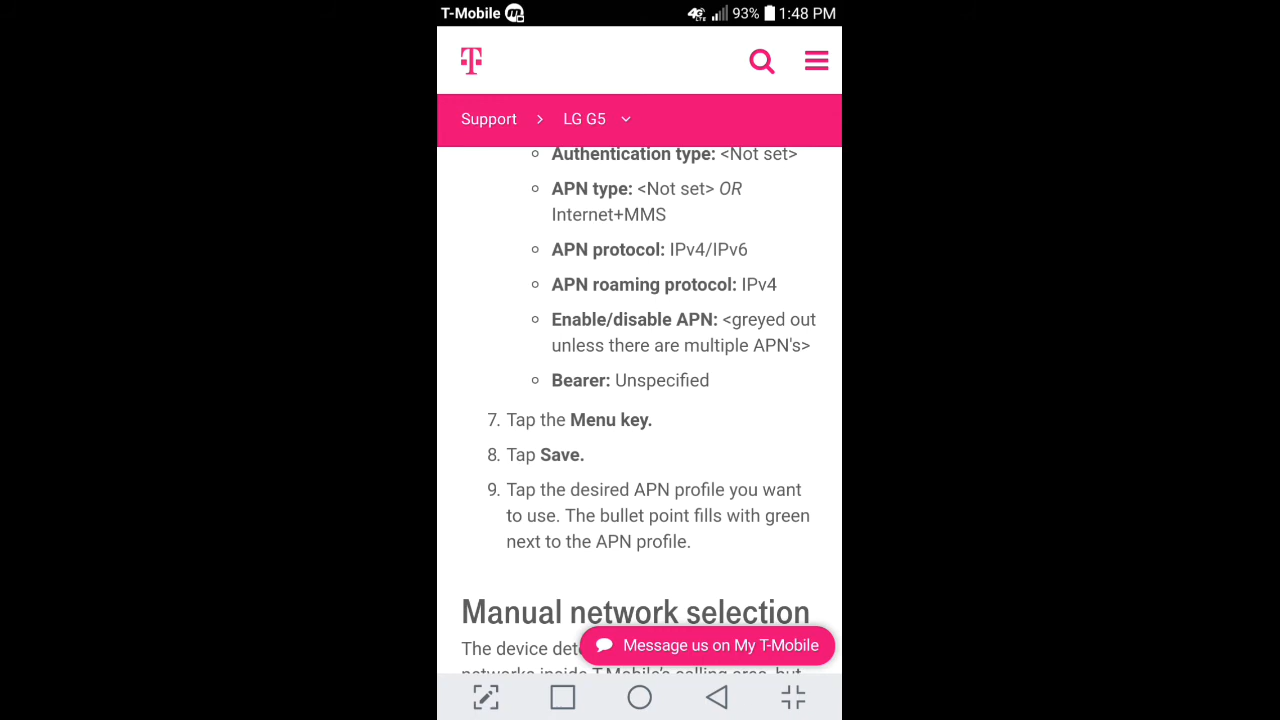 T-Mobile 4G LTE 93% 1:48 PM
T
Support > LG G5
Authentication type: <Not set>
APN type: <Not set> OR
Internet+MMS
APN protocol: IPv4/IPv6
APN roaming protocol: IPv4
Enable/disable APN: <greyed out
unless there are multiple APN's>
Bearer: Unspecified
7. Tap the Menu key.
8. Tap Save.
9. Tap the desired APN profile you want
to use. The bullet point fills with green
next to the APN profile.
Manual network selection
The device
Message us on My T-Mobile
networks inside T-Mobile's calling area, but